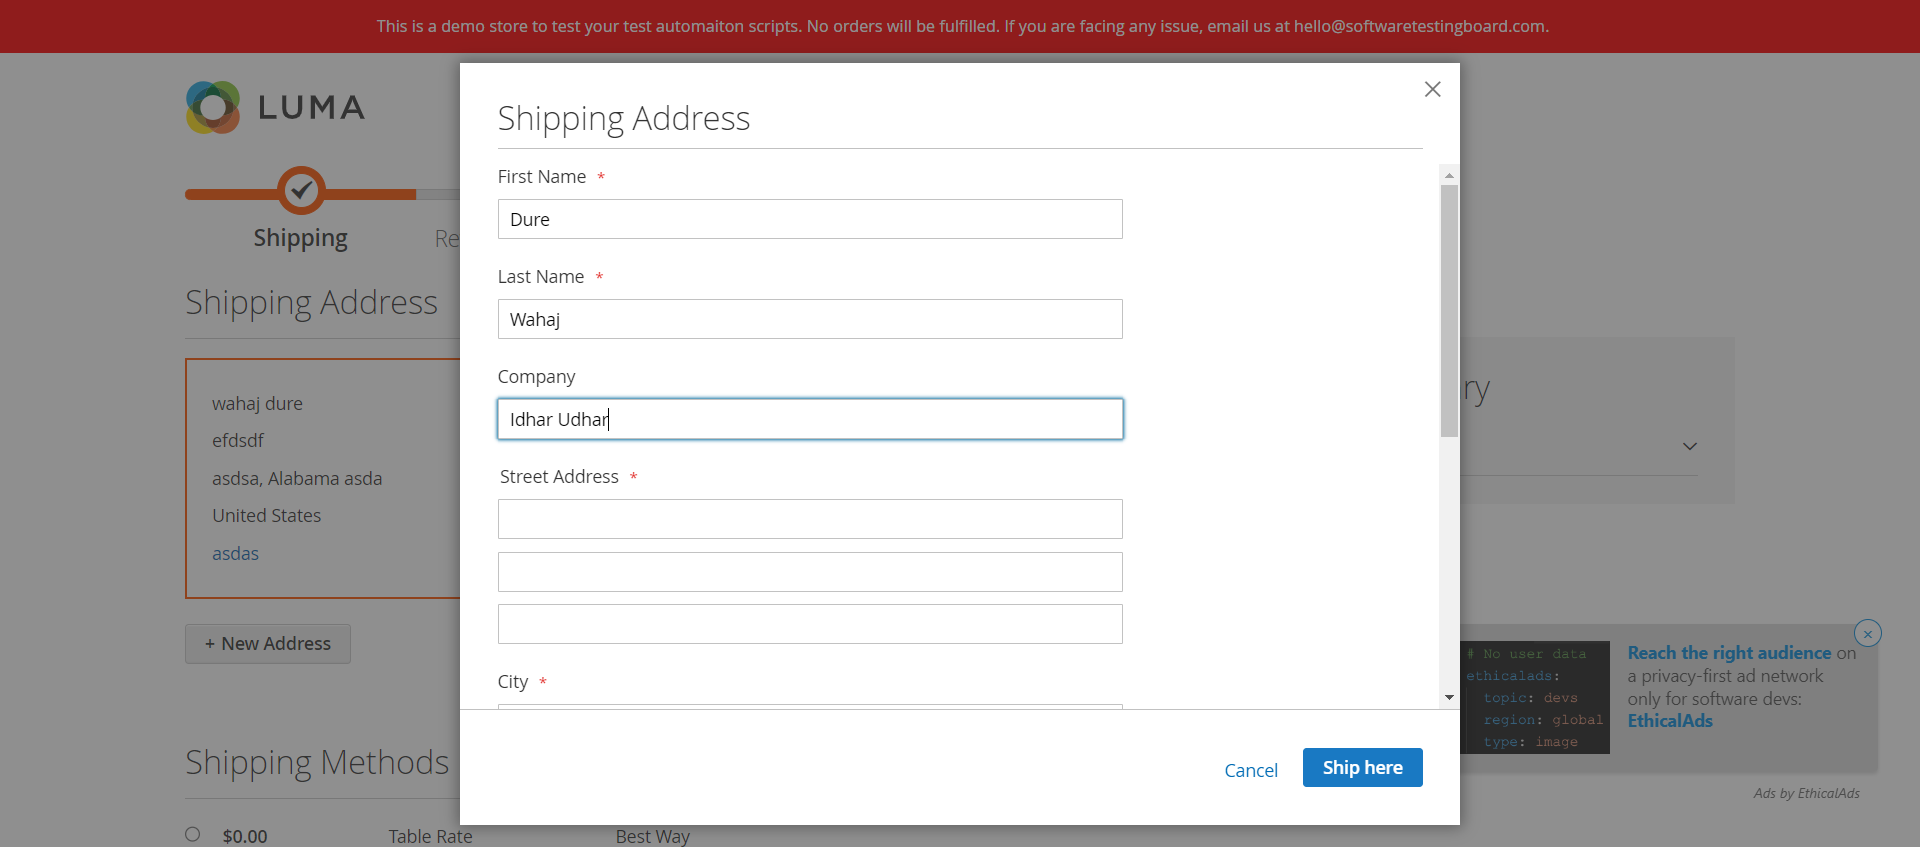 This is a demo store to test your test automaiton scripts. No orders will be fulfilled. If you are facing any issue, email us at hello@softwaretestingboard.com.
LUMA
Shipping
Re
Shipping Address
wahaj dure
efdsdf
asdsa, Alabama asda
United States
asdas
+ New Address
Shipping Methods
$0.00 Table Rate Best Way
Shipping Address
First Name *
Dure
Last Name *
Wahaj
Company
Idhar Udhar
Street Address *
City *
Cancel Ship here
ry
# No user data
ethicalads:
topic: devs
region: global
type: image
Reach the right audience on
a privacy-first ad network
only for software devs:
EthicalAds
Ads by EthicalAds